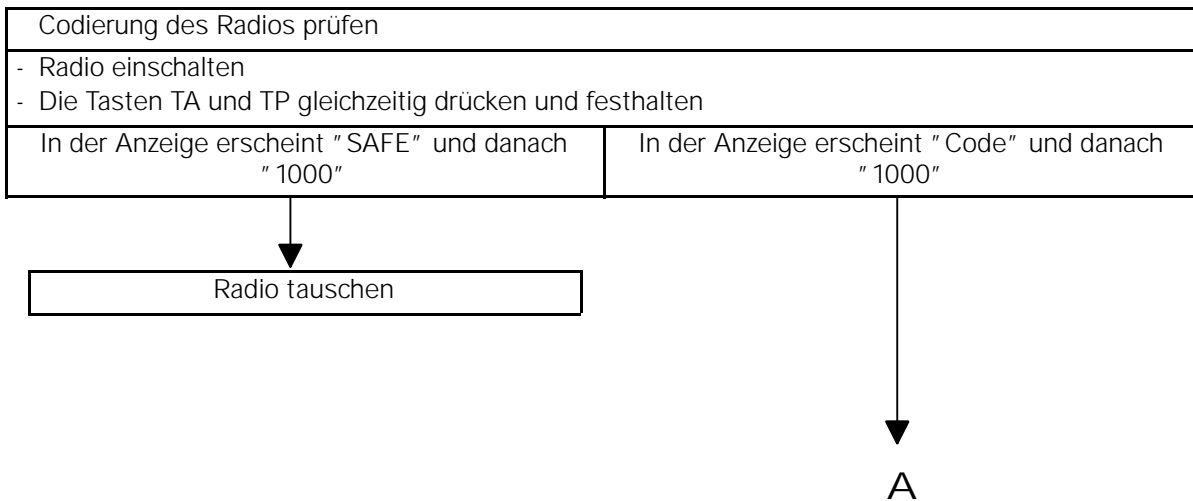 Codierung des Radios prüfen
- Radio einschalten
- Die Tasten TA und TP gleichzeitig drücken und festhalten
In der Anzeige erscheint "SAFE" und danach
"1000"
In der Anzeige erscheint "Code" und danach
"1000"
Radio tauschen
A